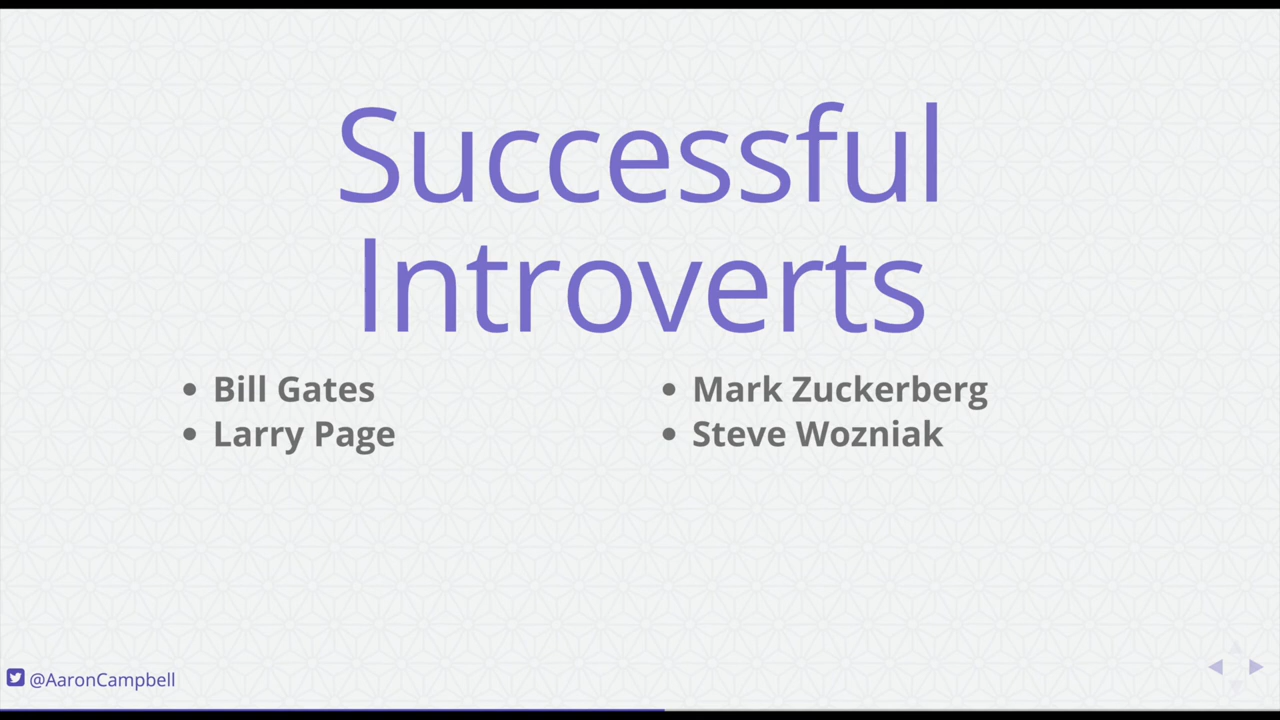 Successful
Introverts
• Bill Gates
• Larry Page
• Mark Zuckerberg
• Steve Wozniak
@AaronCampbell